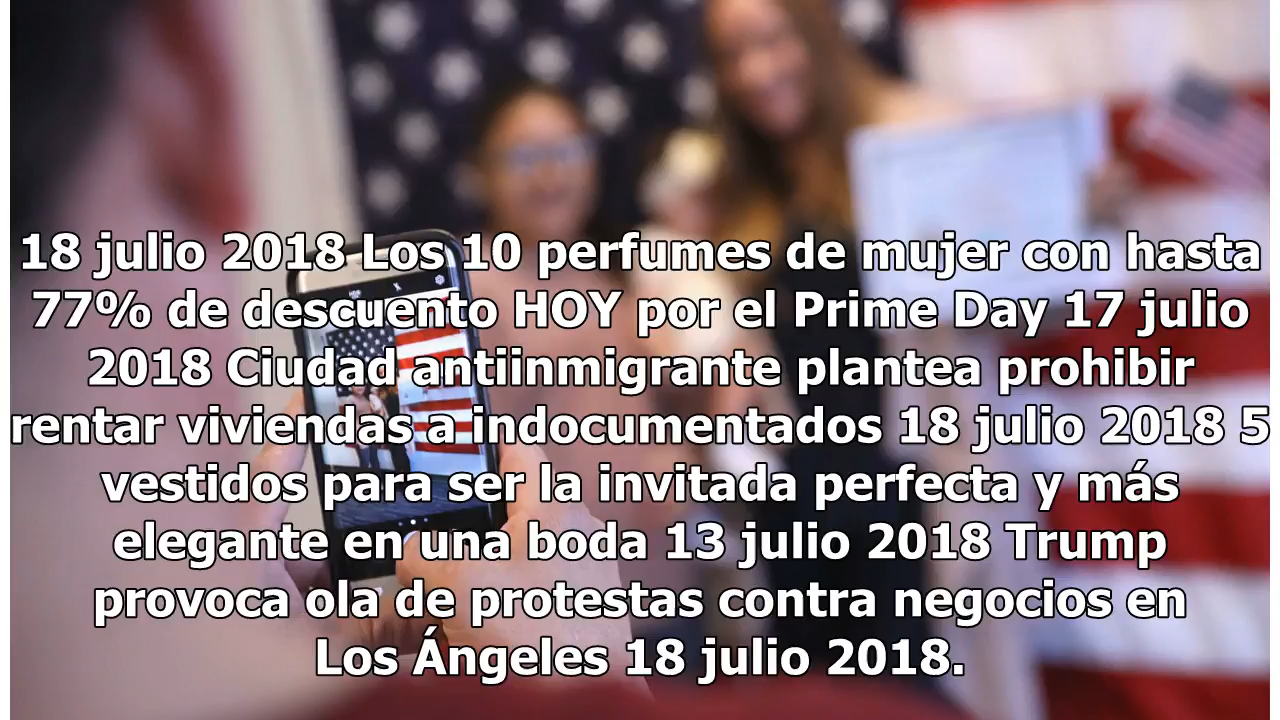 18 julio 2018 Los 10 perfumes de mujer con hasta
77% de descuento HOY por el Prime Day 17 julio
2018 Ciudad antiinmigrante plantea prohibir
rentar viviendas a indocumentados 18 julio 2018 5
vestidos para ser la invitada perfecta y más
elegante en una boda 13 julio 2018 Trump
provoca ola de protestas contra negocios en
Los Ángeles 18 julio 2018.